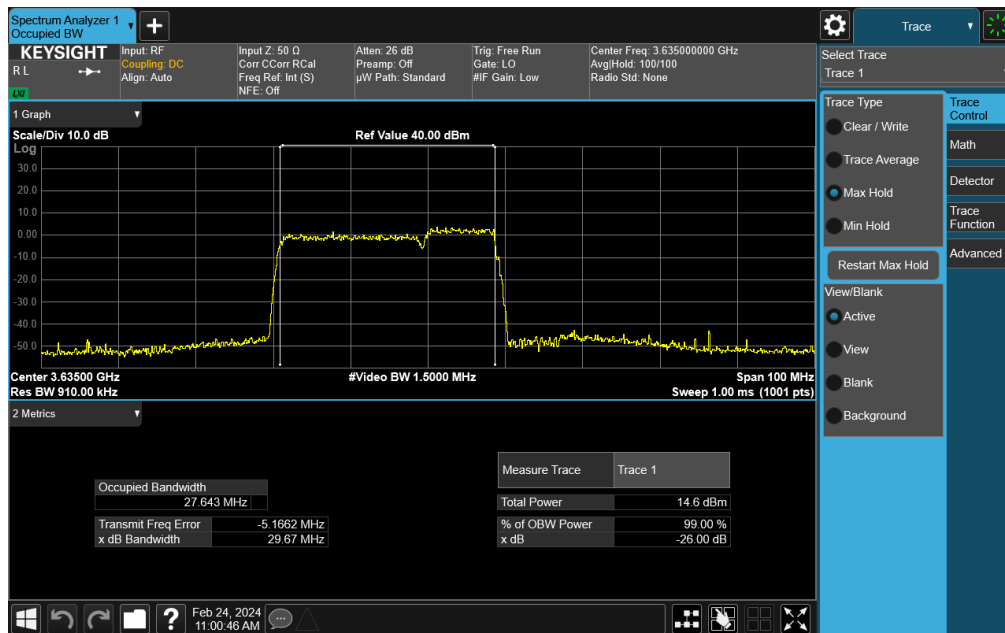 Spectrum Analyzer 1
Occupied BW
Trace
KEYSIGHT
R L
LXI
Input: RF
Coupling: DC
Align: Auto
Input Z: 50 Ω
Corr CCorr RCal
Freq Ref: Int (S)
NFE: Off
Atten: 26 dB
Preamp: Off
µW Path: Standard
Trig: Free Run
Gate: LO
#IF Gain: Low
Center Freq: 3.635000000 GHz
Avg|Hold: 100/100
Radio Std: None
Select Trace
Trace 1
1 Graph
Scale/Div 10.0 dB
Ref Value 40.00 dBm
Log
30.0
20.0
10.0
0.00
-10.0
-20.0
-30.0
-40.0
-50.0
Center 3.63500 GHz
#Video BW 1.5000 MHz
Span 100 MHz
Res BW 910.00 kHz
Sweep 1.00 ms (1001 pts)
Trace Type
Clear / Write
Trace Average
Max Hold
Min Hold
Restart Max Hold
View/Blank
Active
View
Blank
Background
Trace
Control
Math
Detector
Trace
Function
Advanced
2 Metrics
Occupied Bandwidth
27.643 MHz
Transmit Freq Error -5.1662 MHz
x dB Bandwidth 29.67 MHz
Measure Trace Trace 1
Total Power 14.6 dBm
% of OBW Power 99.00 %
x dB -26.00 dB
?
Feb 24, 2024
11:00:46 AM